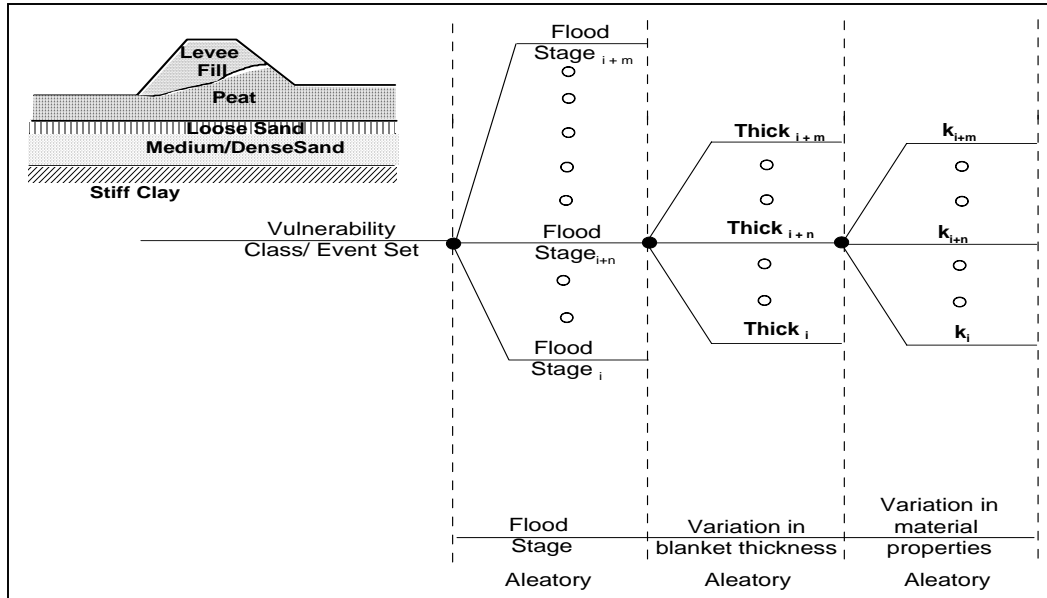 Levee
Fill
Peat
Loose Sand
Medium/DenseSand
Stiff Clay
Vulnerability
Class/ Event Set
Flood
Stage i + m
Flood
Stage i+n
Flood
Stage i
Thick i + m
Thick i + n
Thick i
k i+m
k i+n
k i
Flood
Stage
Variation in
blanket thickness
Variation in
material
properties
Aleatory
Aleatory
Aleatory